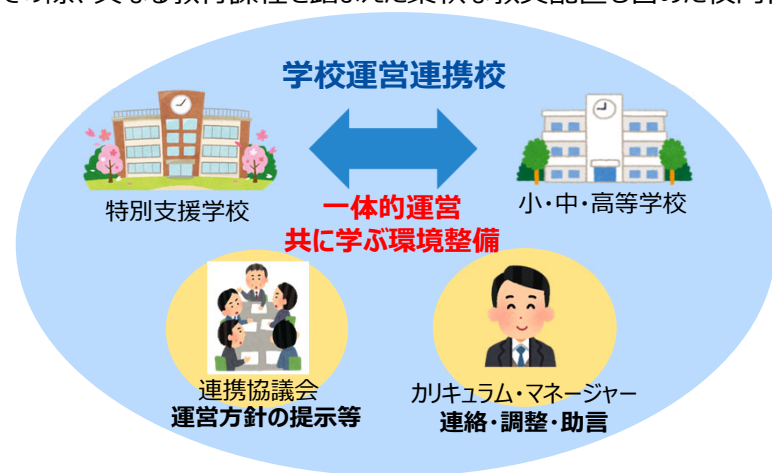 学校運営連携校
特別支援学校
小・中・高等学校
一体的運営
共に学ぶ環境整備
連携協議会
運営方針の提示等
カリキュラム・マネージャー
連絡・調整・助言